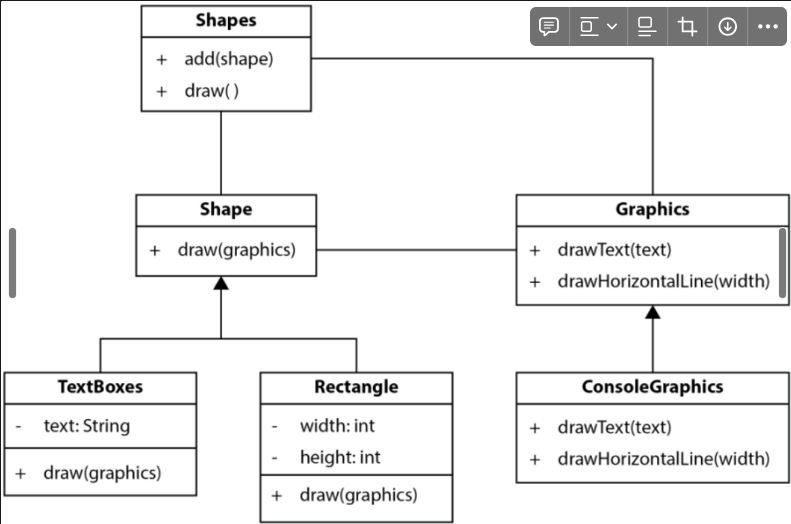 Shapes
+ add(shape)
+ draw( )
Shape
+ draw(graphics)
Graphics
+ drawText(text)
+ drawHorizontalLine(width)
TextBoxes
- text: String
+ draw(graphics)
Rectangle
- width: int
- height: int
+ draw(graphics)
ConsoleGraphics
+ drawText(text)
+ drawHorizontalLine(width)